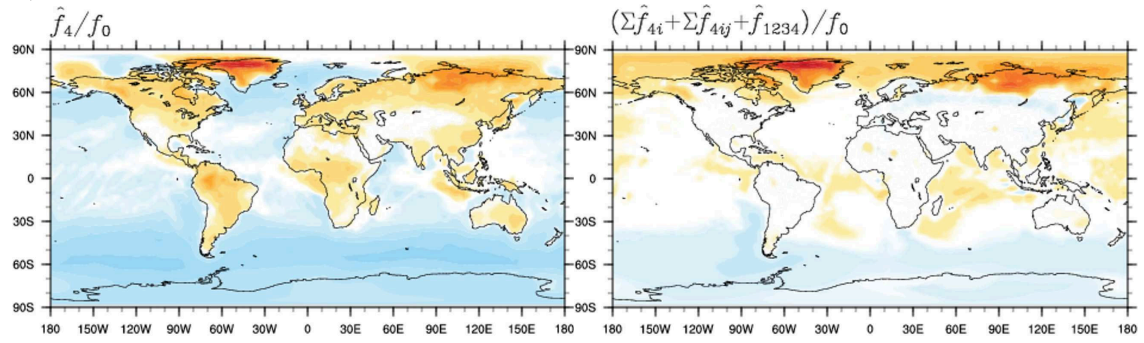 f̂₄/f₀
(Σf̂₄ᵢ+Σf̂₄ᵢⱼ+f̂₁₂₃₄)/f₀
90N 90N
60N 60N
30N 30N
0 0
30S 30S
60S 60S
90S 90S
180 150W 120W 90W 60W 30W 0 30E 60E 90E 120E 150E 180
180 150W 120W 90W 60W 30W 0 30E 60E 90E 120E 150E 180